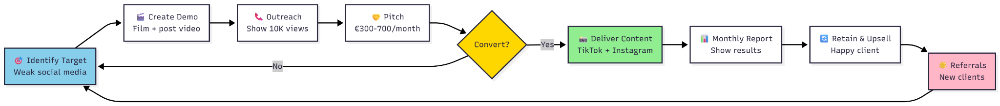 🎬 Create Demo
Film + post video
📞 Outreach
Show 10K views
🤝 Pitch
€300-700/month
Convert?
Yes
No
📸 Deliver Content
TikTok + Instagram
📊 Monthly Report
Show results
🔄 Retain & Upsell
Happy client
🎯 Identify Target
Weak social media
🌟 Referrals
New clients